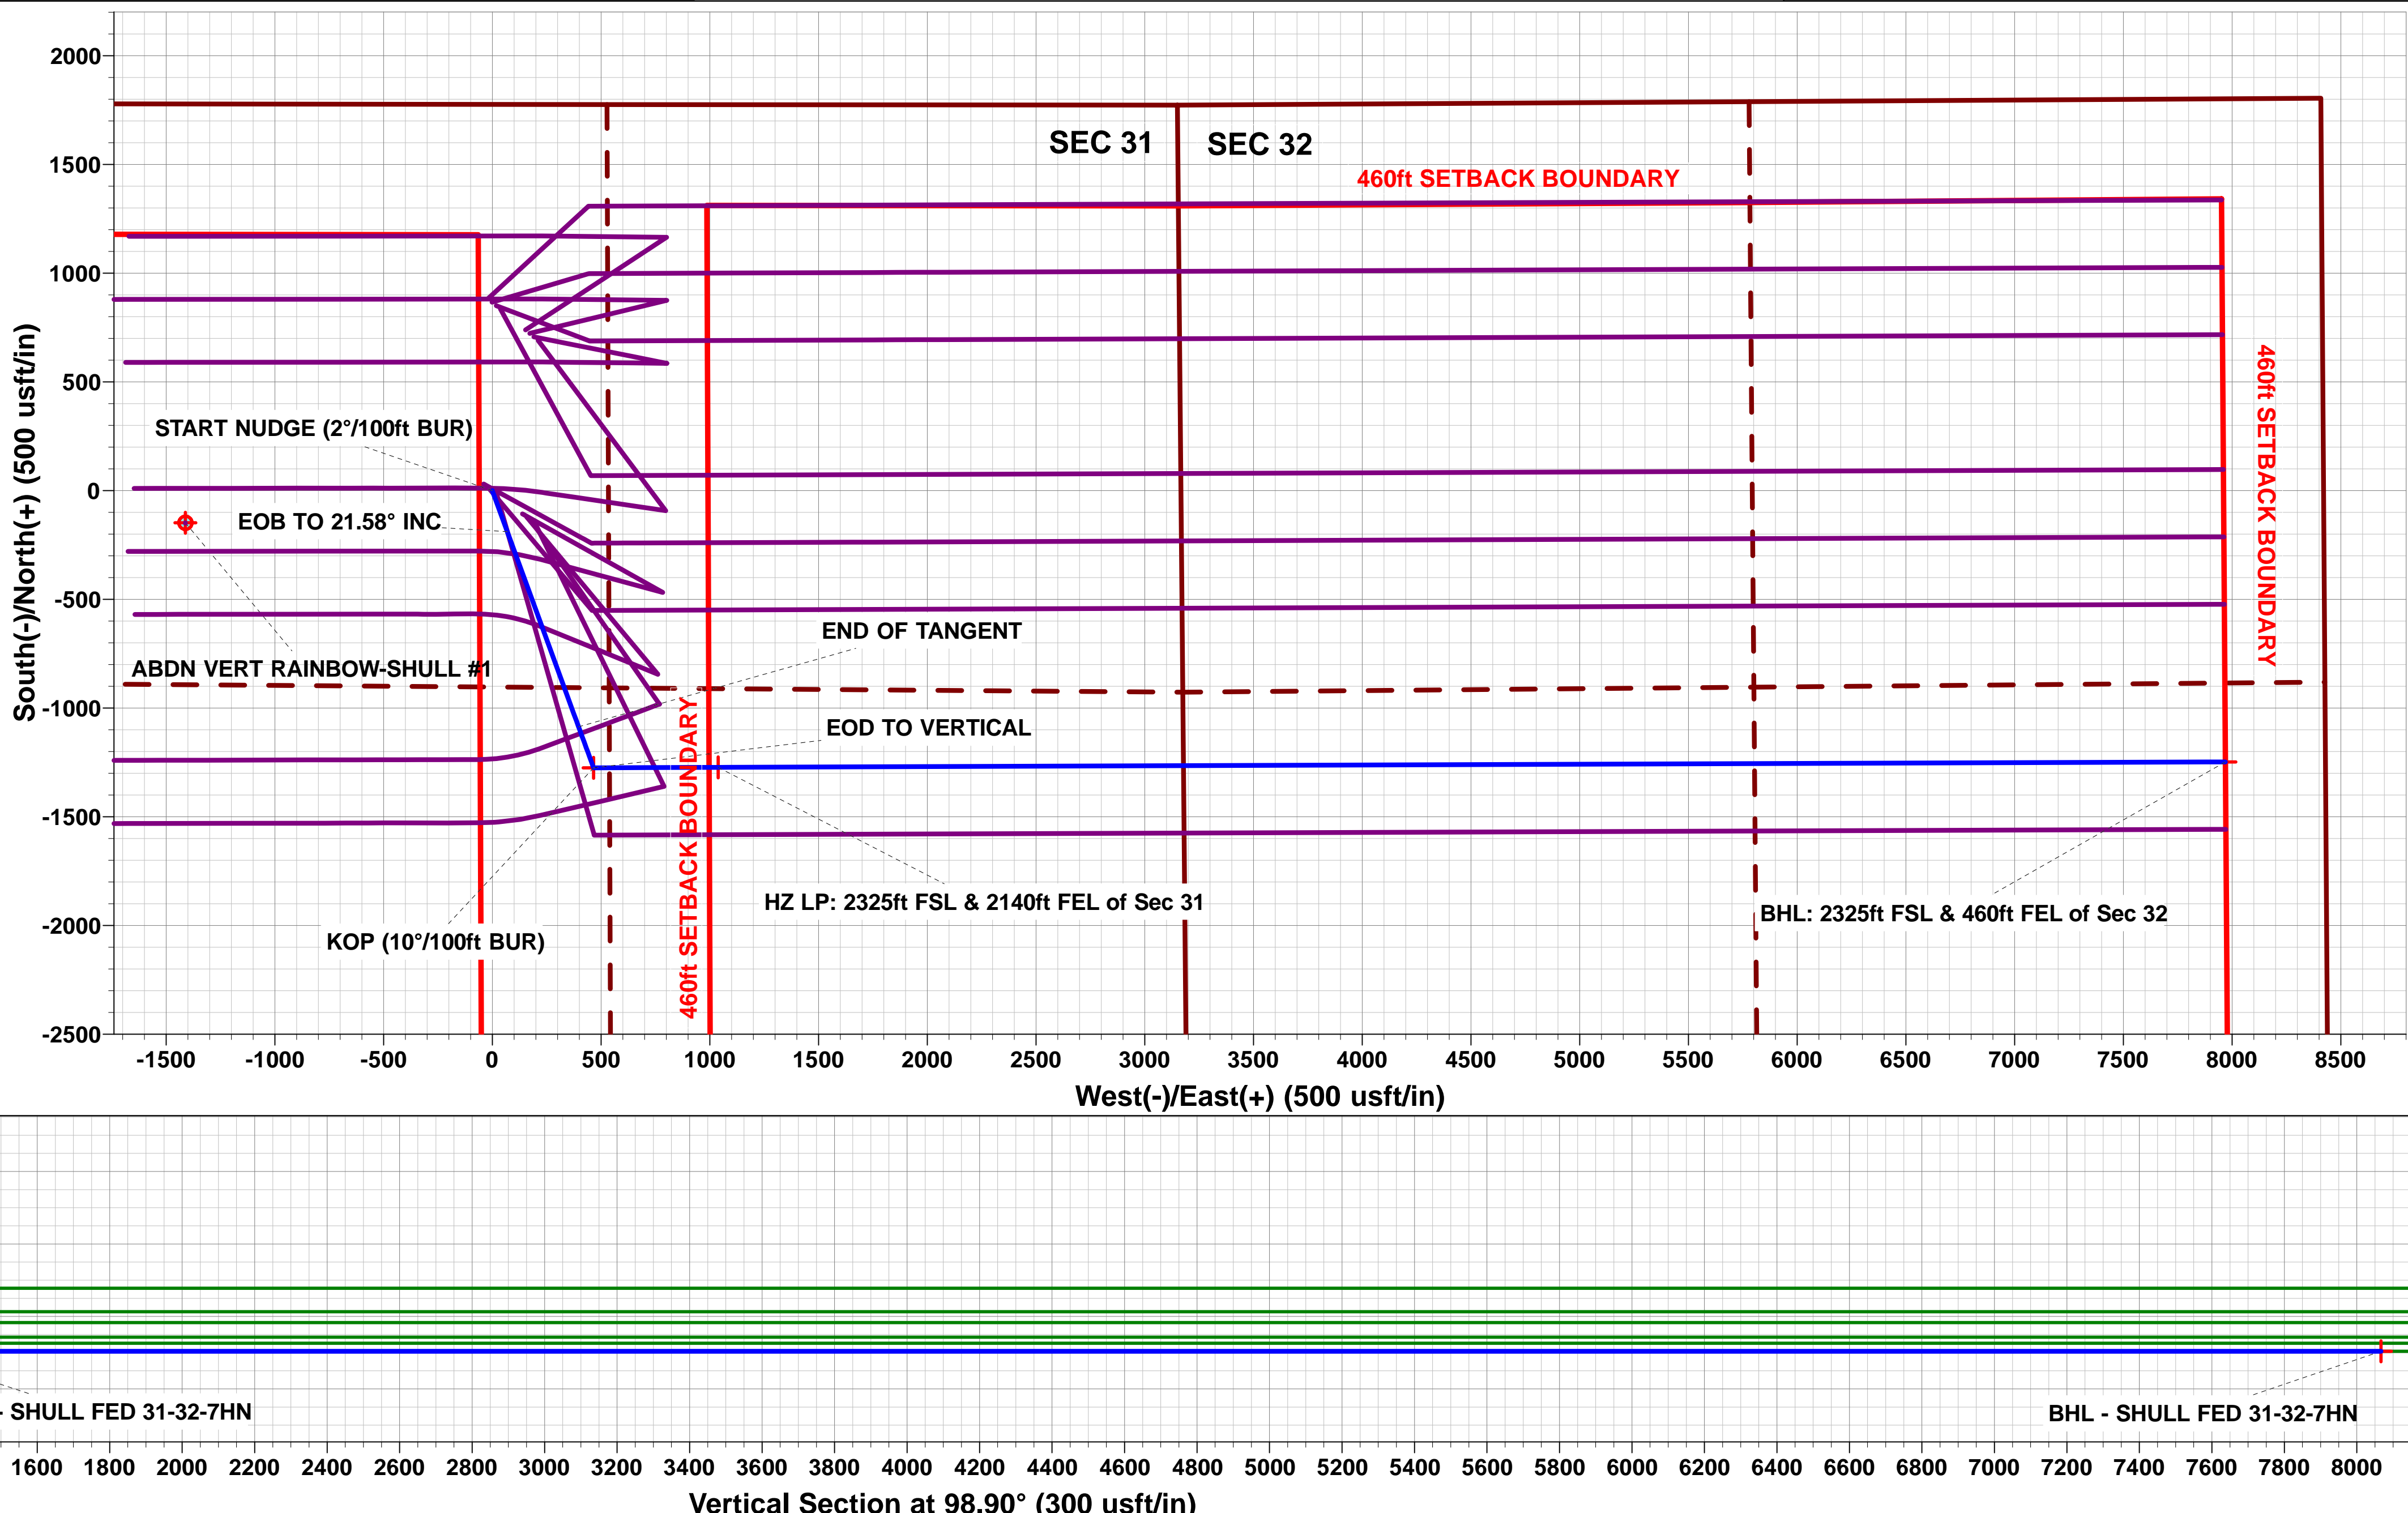 2000
1500
1000
500
0
-500
-1000
-1500
-2000
-2500
South(-)/North(+) (500 usft/in)
SEC 31
SEC 32
460ft SETBACK BOUNDARY
460ft SETBACK BOUNDARY
START NUDGE (2°/100ft BUR)
EOB TO 21.58° INC
END OF TANGENT
ABDN VERT RAINBOW-SHULL #1
EOD TO VERTICAL
460ft SETBACK BOUNDARY
HZ LP: 2325ft FSL & 2140ft FEL of Sec 31
BHL: 2325ft FSL & 460ft FEL of Sec 32
KOP (10°/100ft BUR)
-1500 -1000 -500 0 500 1000 1500 2000 2500 3000 3500 4000 4500 5000 5500 6000 6500 7000 7500 8000 8500
West(-)/East(+) (500 usft/in)
- SHULL FED 31-32-7HN
BHL - SHULL FED 31-32-7HN
1600 1800 2000 2200 2400 2600 2800 3000 3200 3400 3600 3800 4000 4200 4400 4600 4800 5000 5200 5400 5600 5800 6000 6200 6400 6600 6800 7000 7200 7400 7600 7800 8000
Vertical Section at 98.90° (300 usft/in)